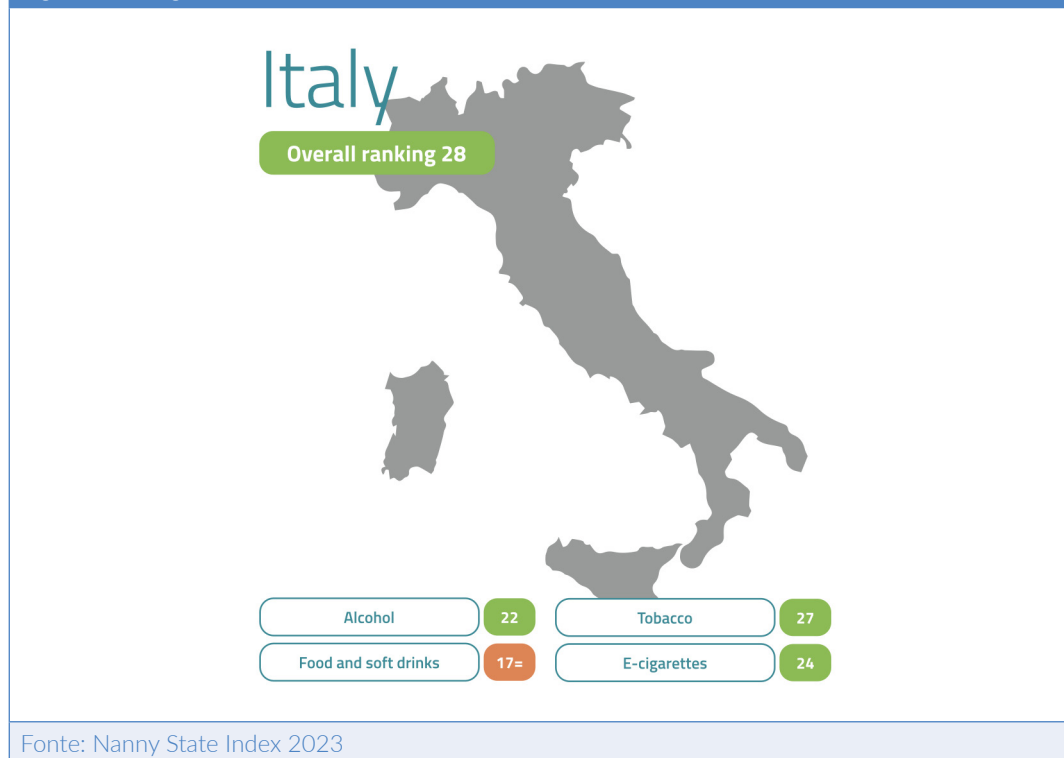 Italy
Overall ranking 28
Alcohol 22
Tobacco 27
Food and soft drinks 17=
E-cigarettes 24
Fonte: Nanny State Index 2023